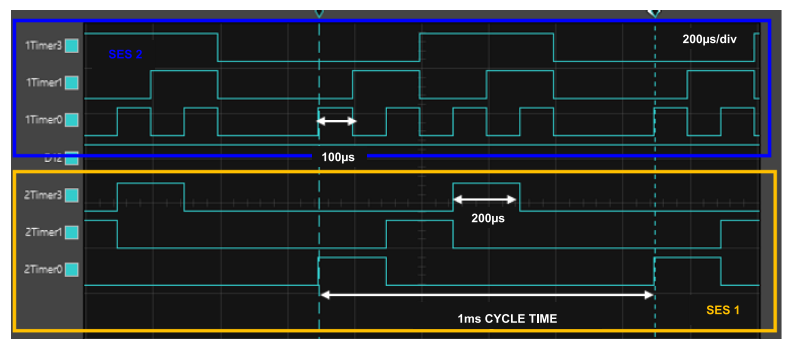 1Timer3
SES 2
200µs/div
1Timer1
1Timer0
D12
100µs
2Timer3
200µs
2Timer1
2Timer0
SES 1
1ms CYCLE TIME